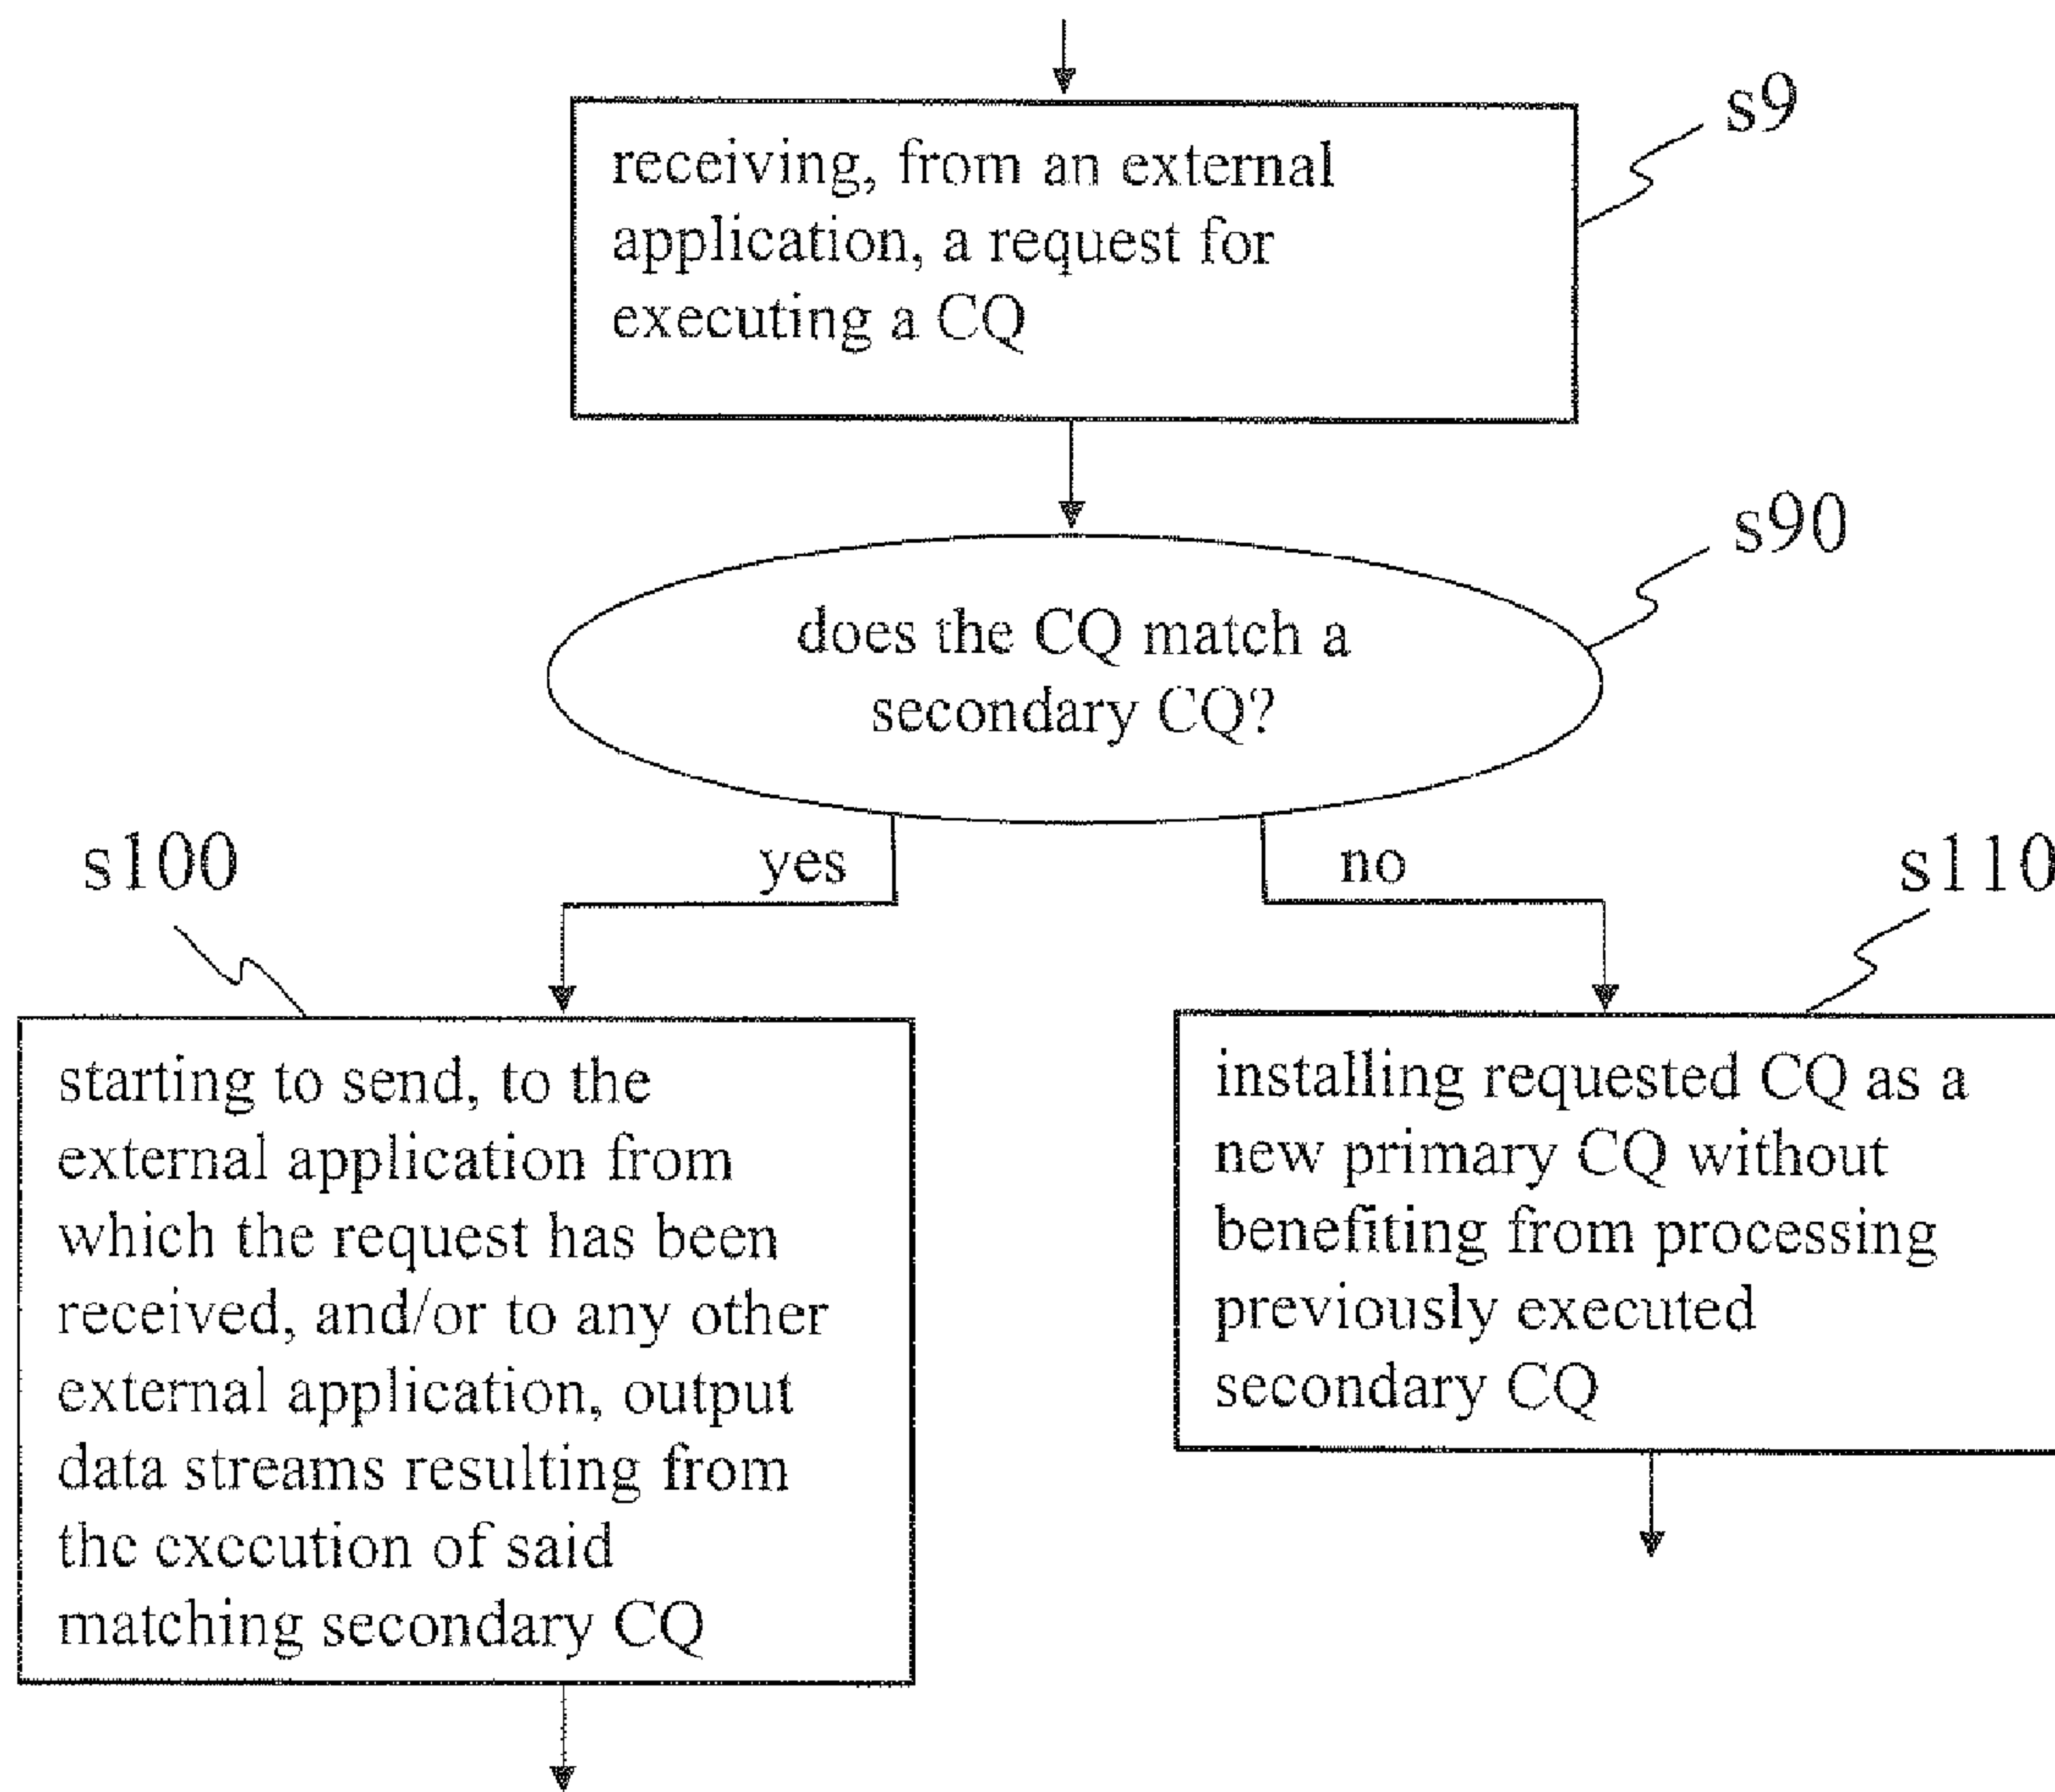 s9
receiving, from an external
application, a request for
executing a CQ
s90
does the CQ match a
secondary CQ?
yes
no
s100
s110
starting to send, to the
external application from
which the request has been
received, and/or to any other
external application, output
data streams resulting from
the execution of said
matching secondary CQ
installing requested CQ as a
new primary CQ without
benefiting from processing
previously executed
secondary CQ